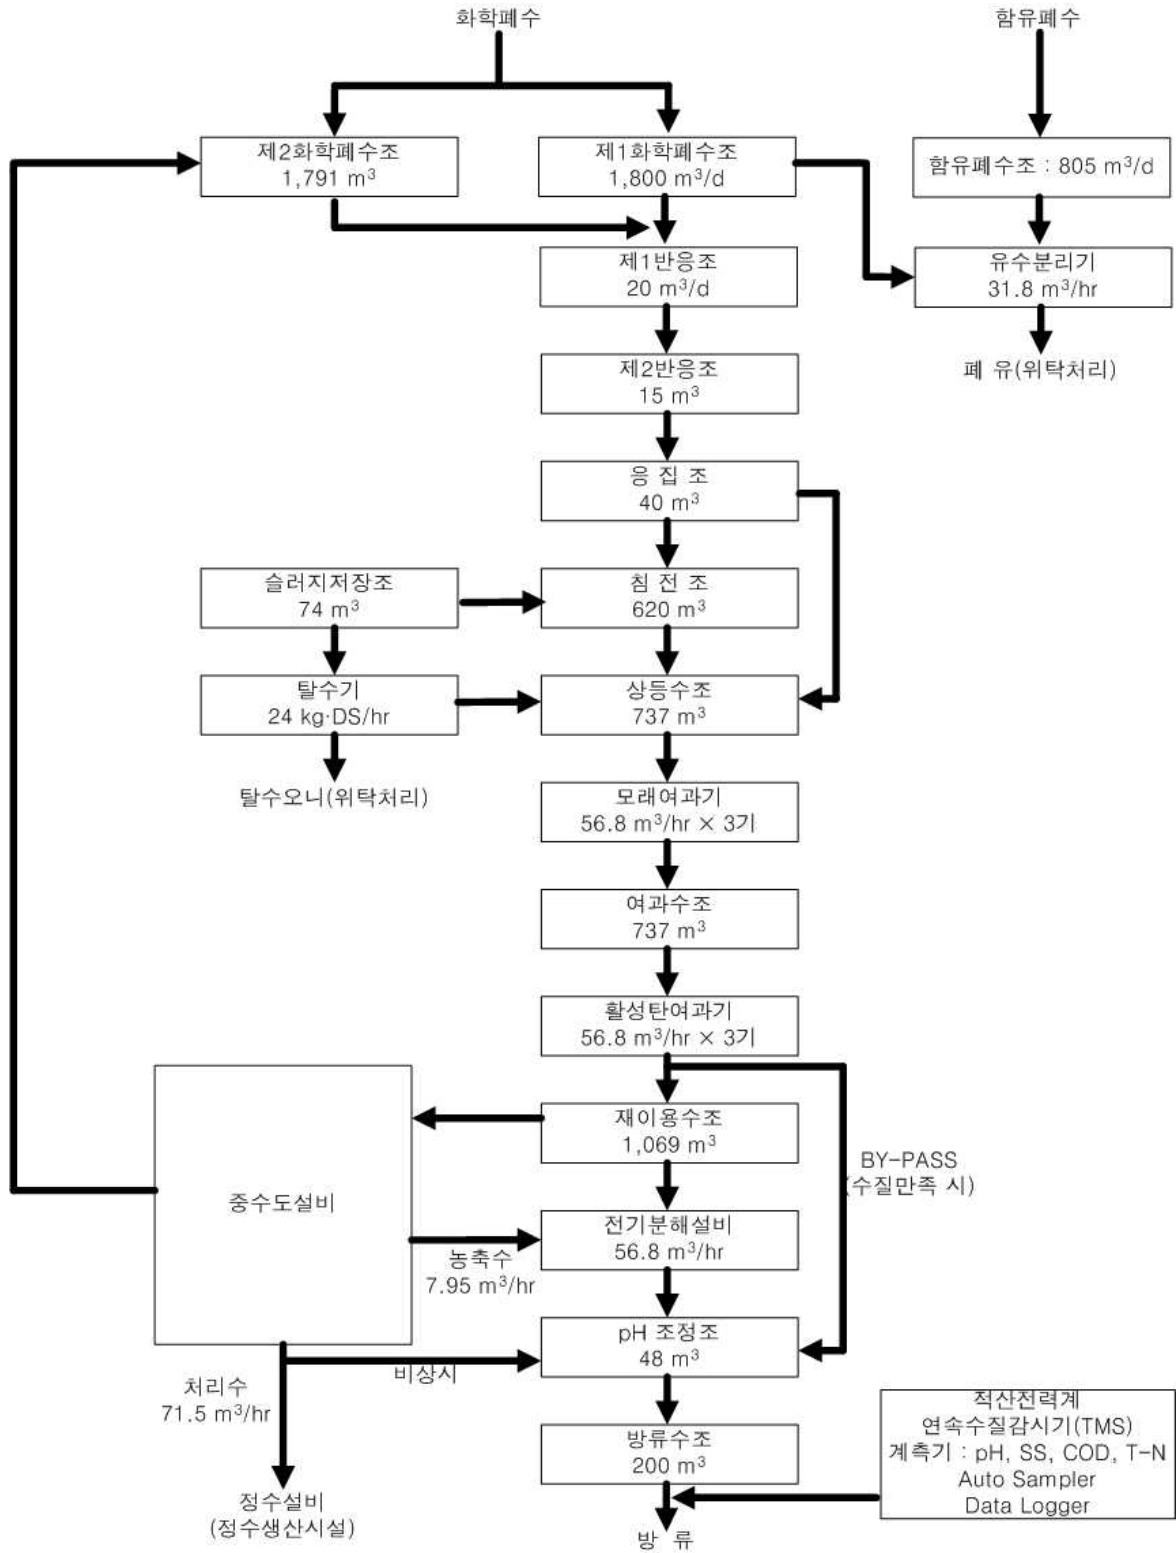 화학폐수
함유폐수
제2화학폐수조
1,791 m³
제1화학폐수조
1,800 m³/d
함유폐수조 : 805 m³/d
제1반응조
20 m³/d
유수분리기
31.8 m³/hr
제2반응조
15 m³
폐 유(위탁처리)
응 집 조
40 m³
슬러지저장조
74 m³
침 전 조
620 m³
탈수기
24 kg·DS/hr
상등수조
737 m³
탈수오니(위탁처리)
모래여과기
56.8 m³/hr × 3기
여과수조
737 m³
활성탄여과기
56.8 m³/hr × 3기
재이용수조
1,069 m³
BY-PASS
(수질만족 시)
중수도설비
전기분해설비
56.8 m³/hr
농축수
7.95 m³/hr
pH 조정조
48 m³
비상시
처리수
71.5 m³/hr
방류수조
200 m³
적산전력계
연속수질감시기(TMS)
계측기 : pH, SS, COD, T-N
Auto Sampler
Data Logger
정수설비
(정수생산시설)
방 류